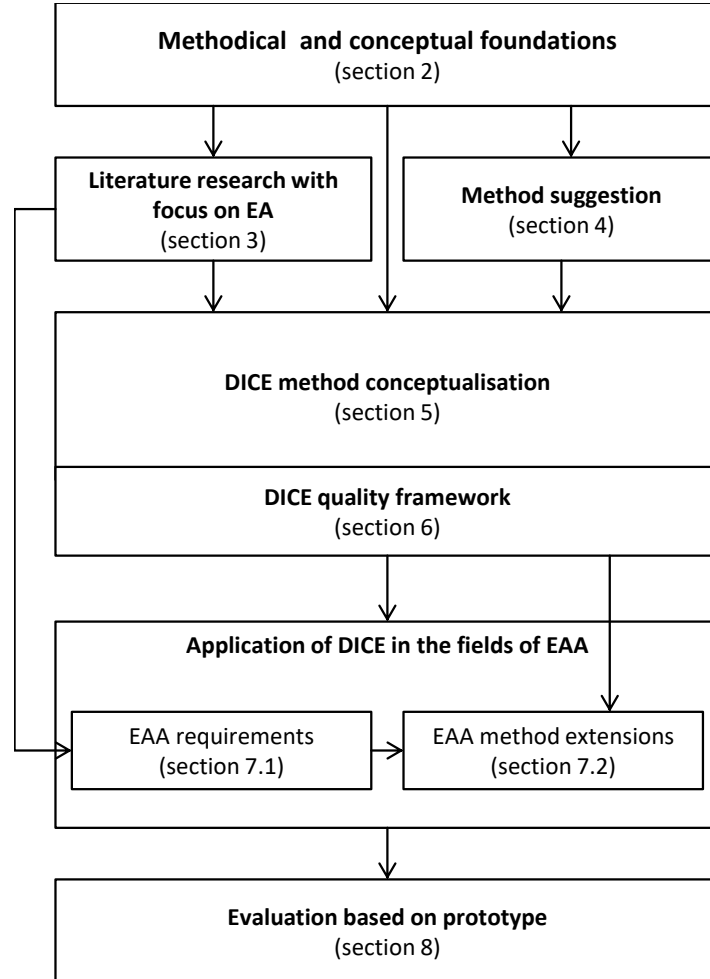 Methodical and conceptual foundations
(section 2)
Literature research with
focus on EA
(section 3)
Method suggestion
(section 4)
DICE method conceptualisation
(section 5)
DICE quality framework
(section 6)
Application of DICE in the fields of EAA
EAA requirements
(section 7.1)
EAA method extensions
(section 7.2)
Evaluation based on prototype
(section 8)